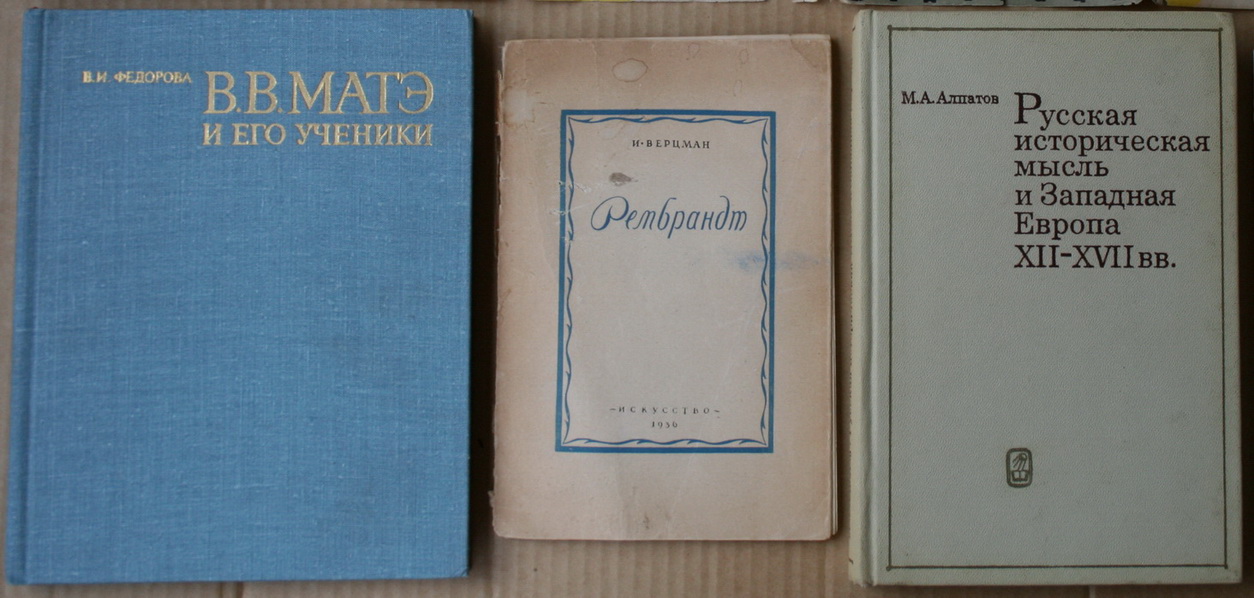 В.И. ФЕДОРОВА
В.В. МАТЭ
И ЕГО УЧЕНИКИ
И·ВЕРЦМАН
Рембрандт
~ИСКУССТВО~
1956
М.А. Алпатов
Русская
историческая
мысль
и Западная
Европа
XII-XVII вв.